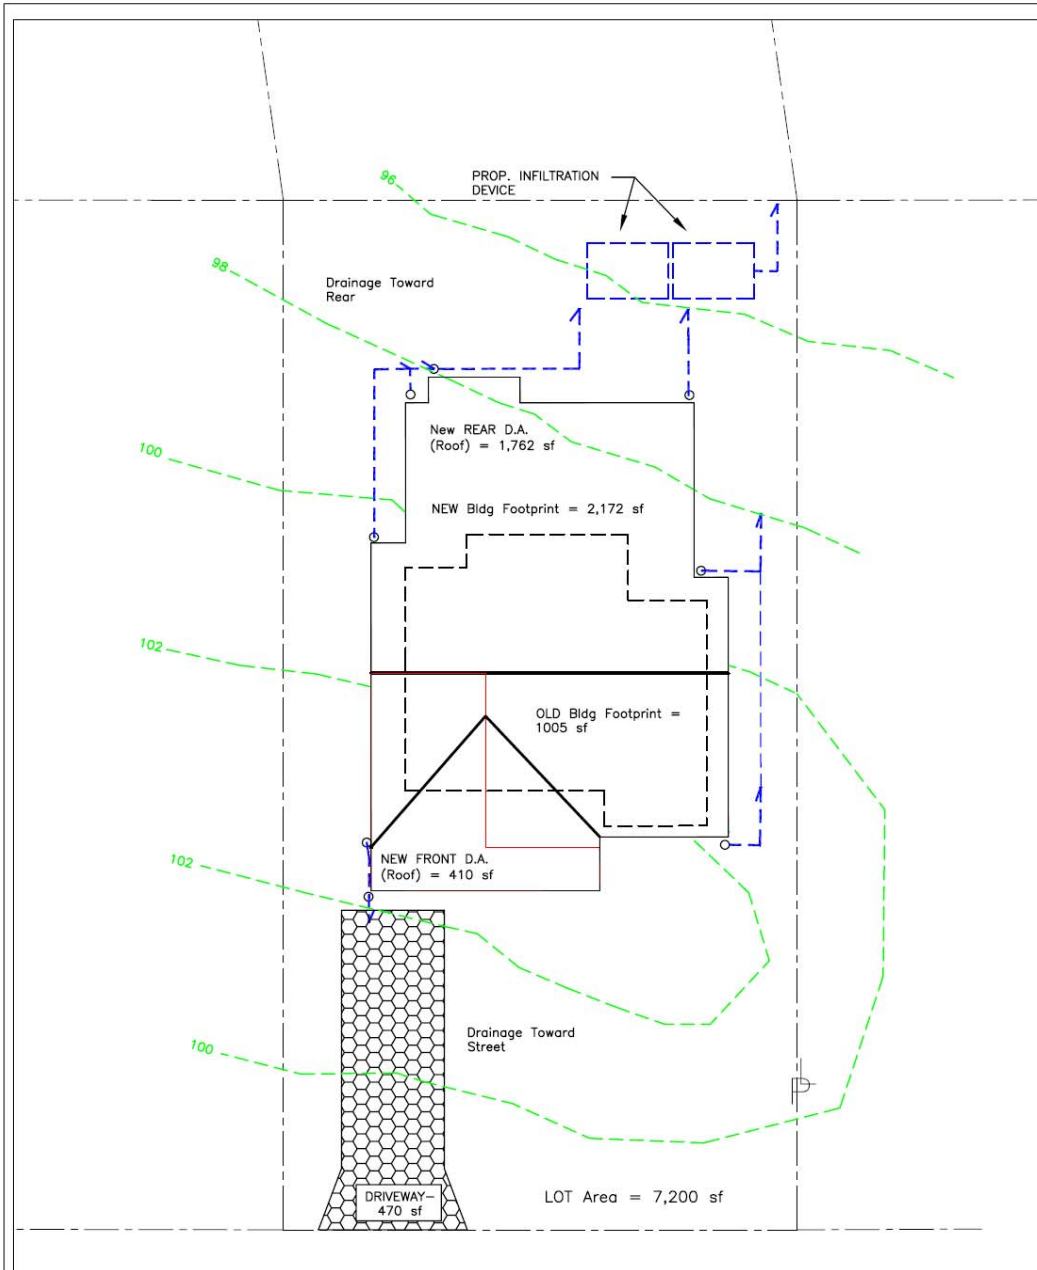 PROP. INFILTRATION
DEVICE
96
98
Drainage Toward
Rear
New REAR D.A.
(Roof) = 1,762 sf
100
NEW Bldg Footprint = 2,172 sf
102
OLD Bldg Footprint =
1005 sf
NEW FRONT D.A.
(Roof) = 410 sf
102
Drainage Toward
Street
100
DRIVEWAY-
470 sf
LOT Area = 7,200 sf